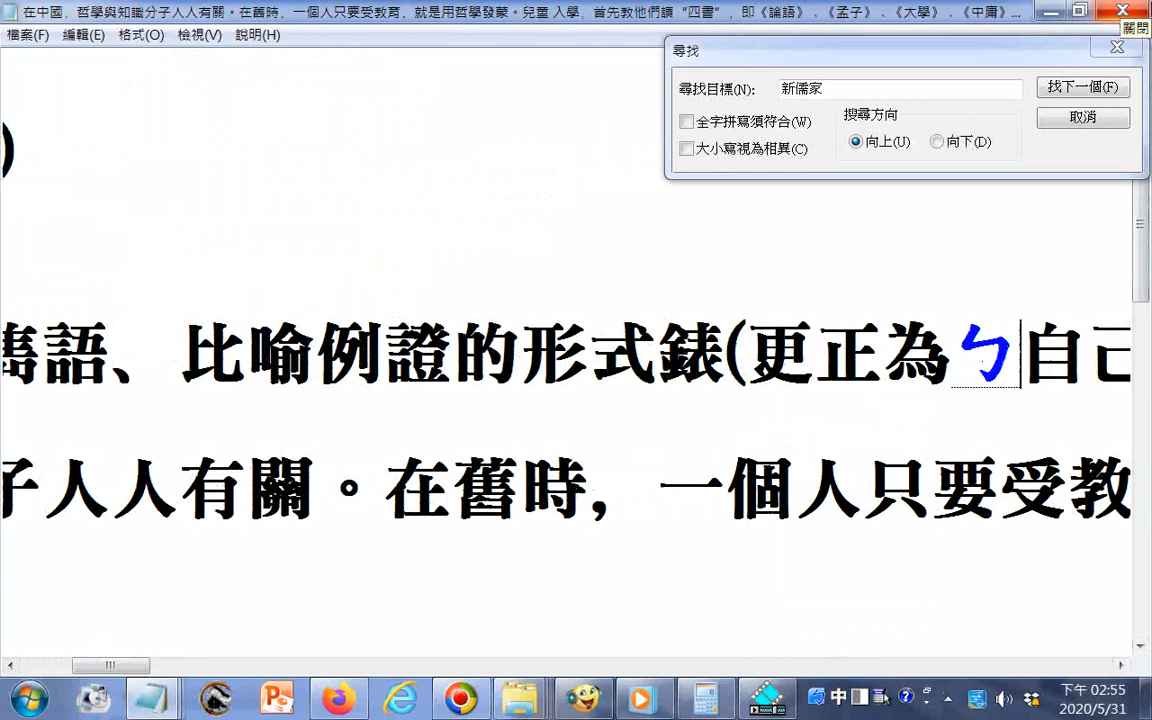 在中國，哲學與知識分子人人有關。在舊時，一個人只要受教育，就是用哲學發蒙。兒童 入學，首先教他們讀“四書”，即《論語》、《孟子》、《大學》、《中庸》...
關閉
檔案(F) 編輯(E) 格式(O) 檢視(V) 說明(H)
尋找
尋找目標(N): 新儒家 找下一個(F)
全字拼寫須符合(W) 搜尋方向 取消
大小寫視為相異(C) 向上(U) 向下(D)
)
語、比喻例證的形式錶(更正為ㄅ自己
子人人有關。在舊時，一個人只要受教
中
下午 02:55
2020/5/31